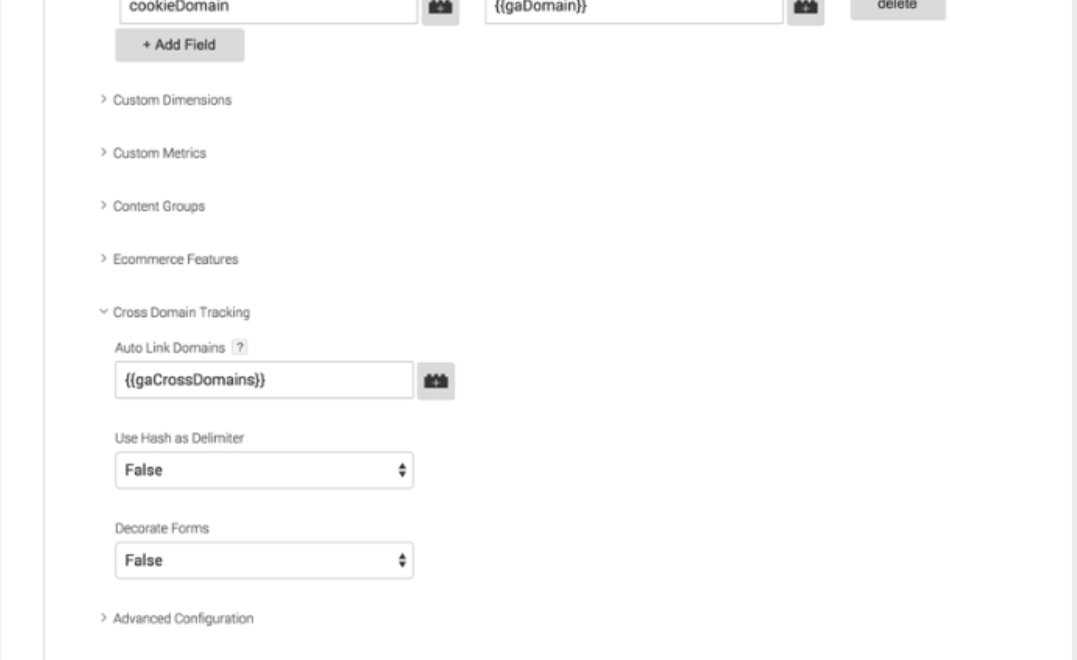 cookieDomain {{gaDomain}} delete
+ Add Field
Custom Dimensions
Custom Metrics
Content Groups
Ecommerce Features
Cross Domain Tracking
Auto Link Domains ?
{{gaCrossDomains}}
Use Hash as Delimiter
False
Decorate Forms
False
Advanced Configuration